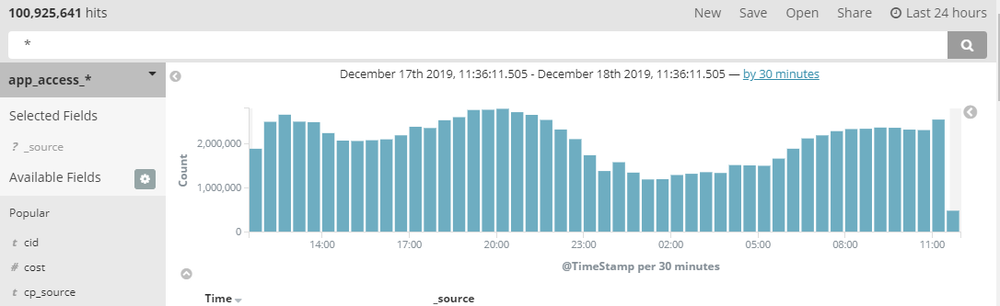 100,925,641 hits
New Save Open Share Last 24 hours
*
app_access_*
December 17th 2019, 11:36:11.505 - December 18th 2019, 11:36:11.505 — by 30 minutes
Selected Fields
? _source
Available Fields
Popular
t cid
# cost
t cp_source
Count
2,000,000
1,000,000
0
14:00 17:00 20:00 23:00 02:00 05:00 08:00 11:00
@TimeStamp per 30 minutes
Time _source